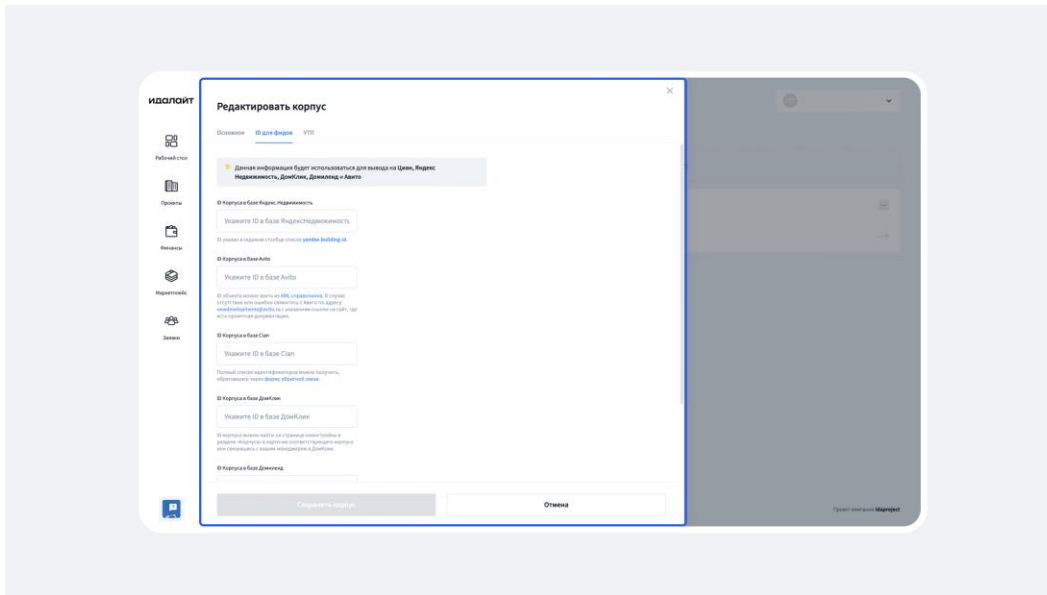 идалайт
Рабочий стол
Проекты
Финансы
Маркетплейс
Заявки
Редактировать корпус
Основное ID для фидов УТП
Данная информация будет использоваться для вывода на Циан, Яндекс
Недвижимость, ДомКлик, Домиленд и Авито
ID Корпуса в базе Яндекс.Недвижимость
Укажите ID в базе ЯндексНедвижимость
ID указан в седьмом столбце списка yandex building id
ID Корпуса в базе Avito
Укажите ID в базе Avito
ID объекта можно взять из XML справочника. В случае
отсутствия или ошибки свяжитесь с Авито по адресу
newdevelopments@avito.ru с указанием ссылки на сайт, где
есть проектная документация.
ID Корпуса в базе Cian
Укажите ID в базе Cian
Полный список идентификаторов можно получить,
обратившись через форму обратной связи
ID Корпуса в базе ДомКлик
Укажите ID в базе ДомКлик
ID корпуса можно найти на странице новостройки в
разделе «Корпуса» в карточке соответствующего корпуса
или связавшись с вашим менеджером в ДомКлик.
ID Корпуса в базе Домиленд
Сохранить корпус
Отмена
Проект компании idaproject